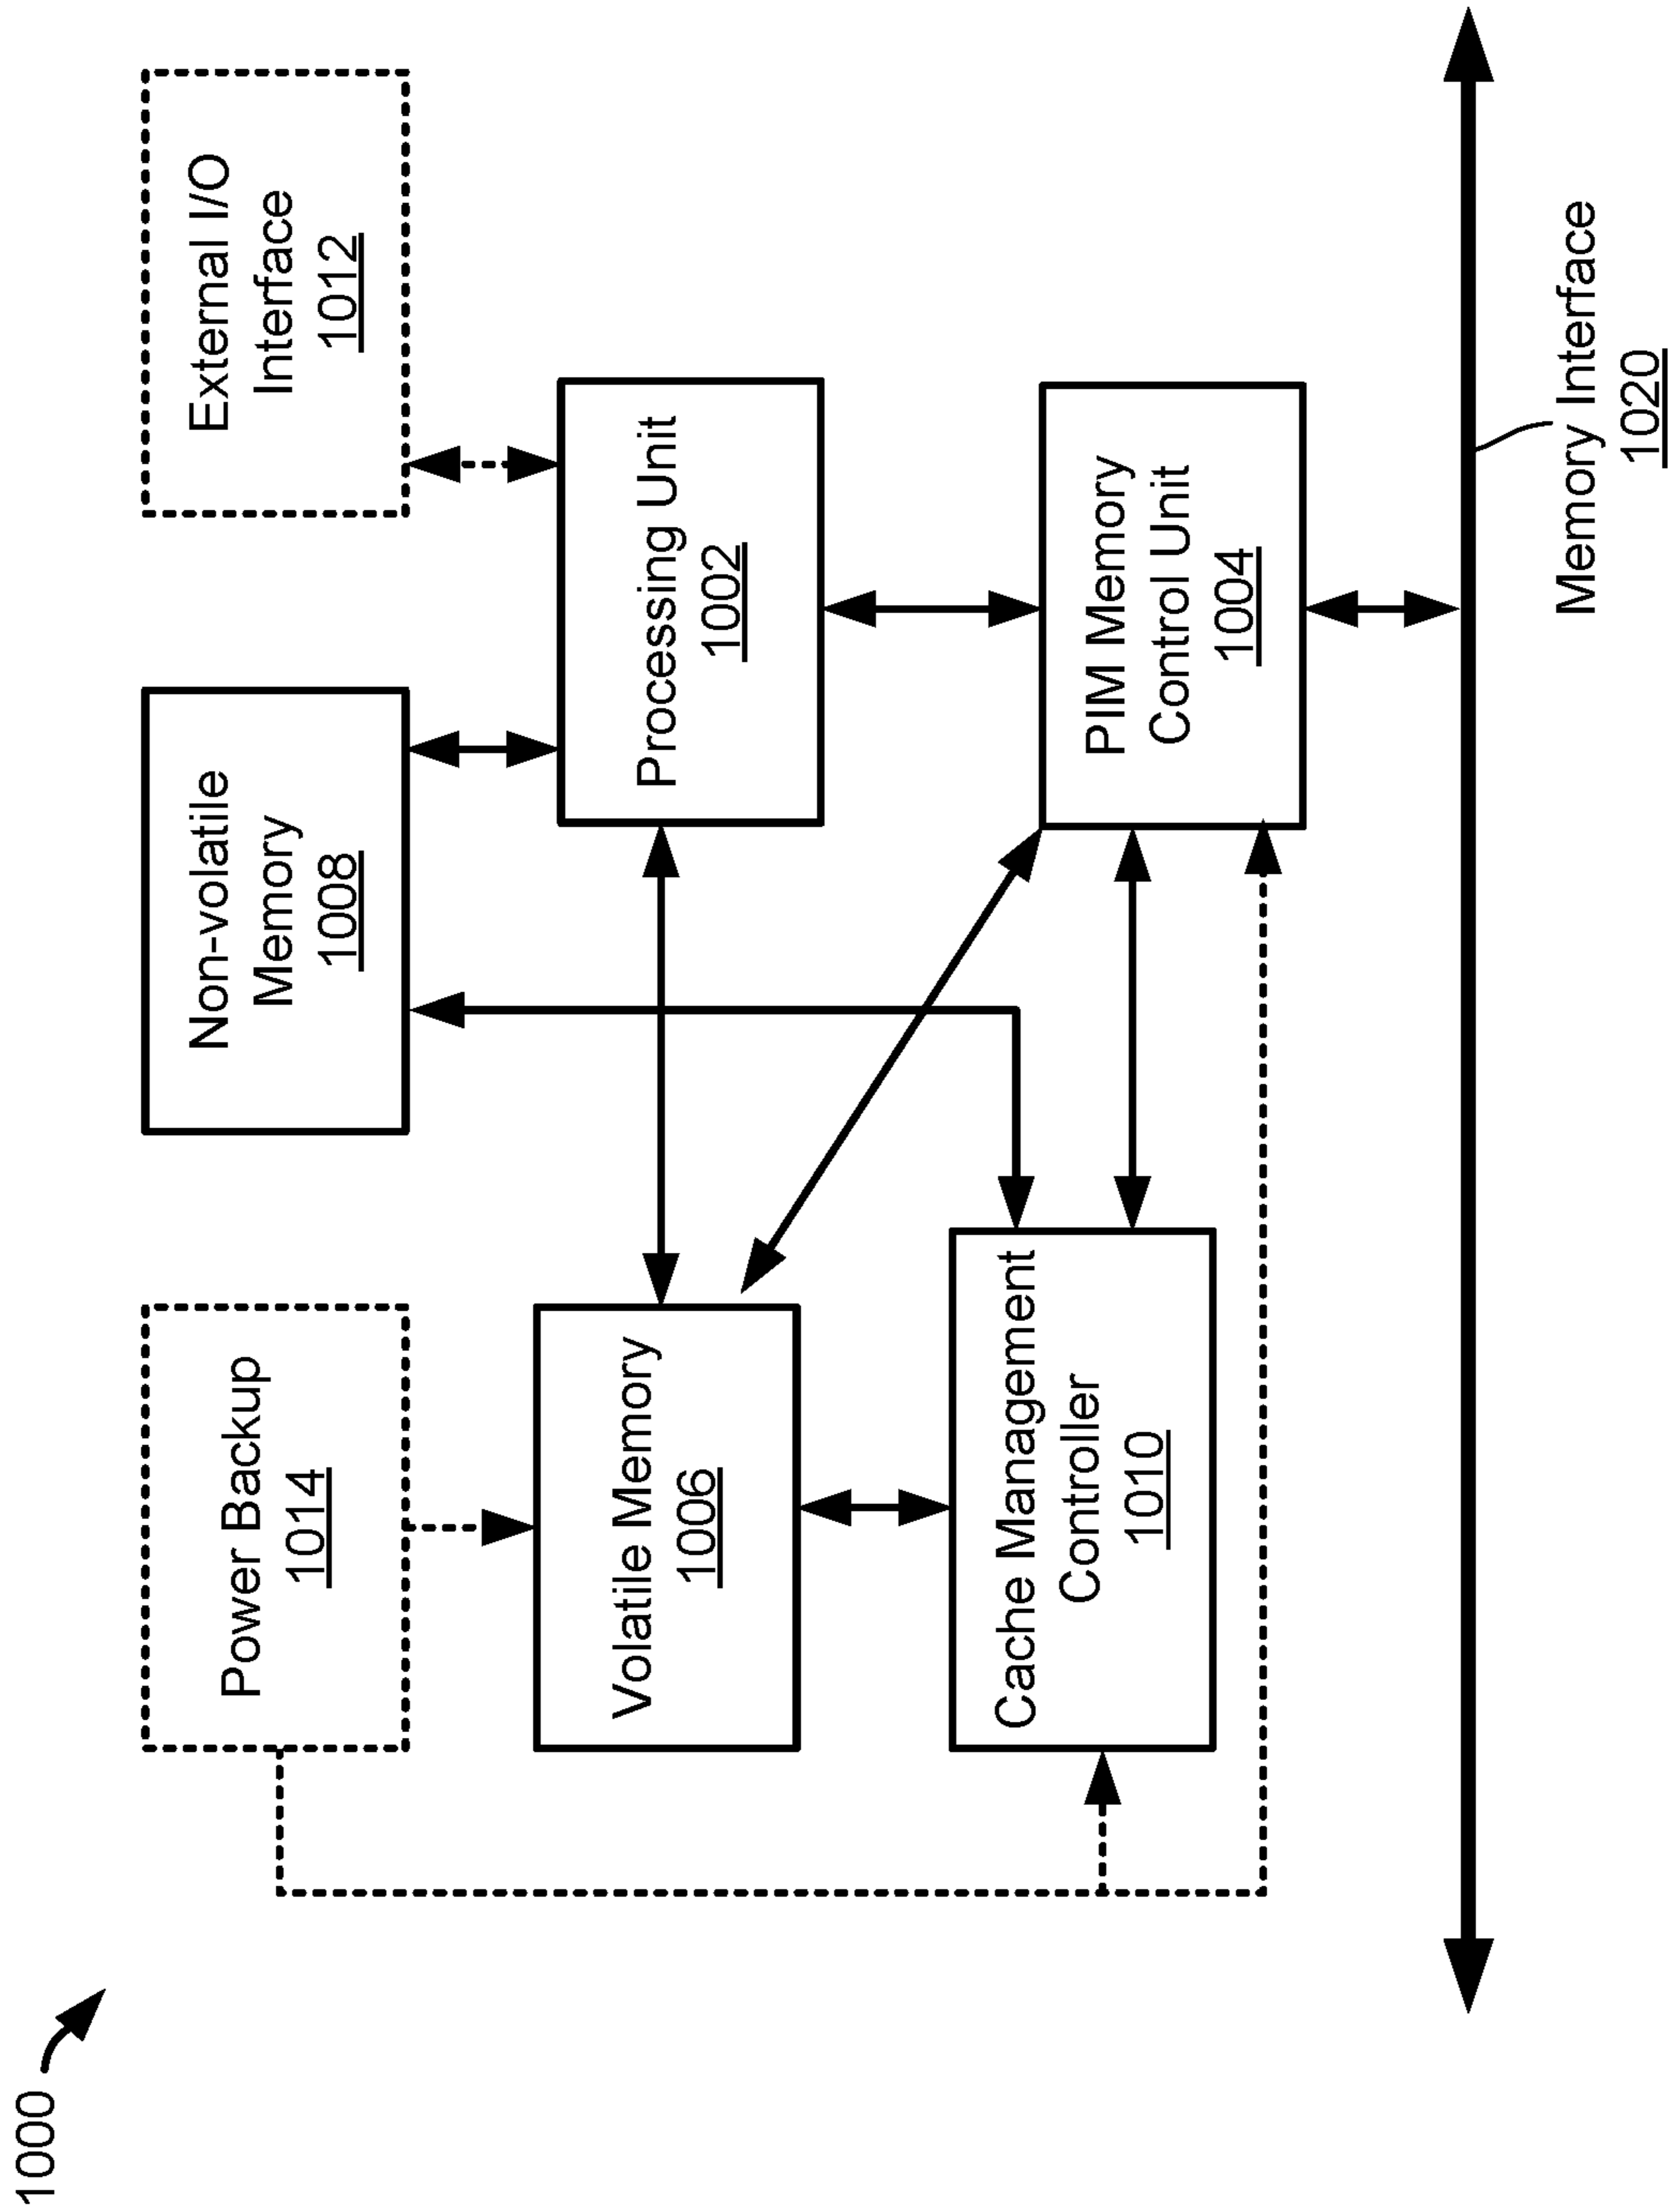 1000
Power Backup
1014
Non-volatile
Memory
1008
External I/O
Interface
1012
Volatile Memory
1006
Processing Unit
1002
Cache Management
Controller
1010
PIM Memory
Control Unit
1004
Memory Interface
1020